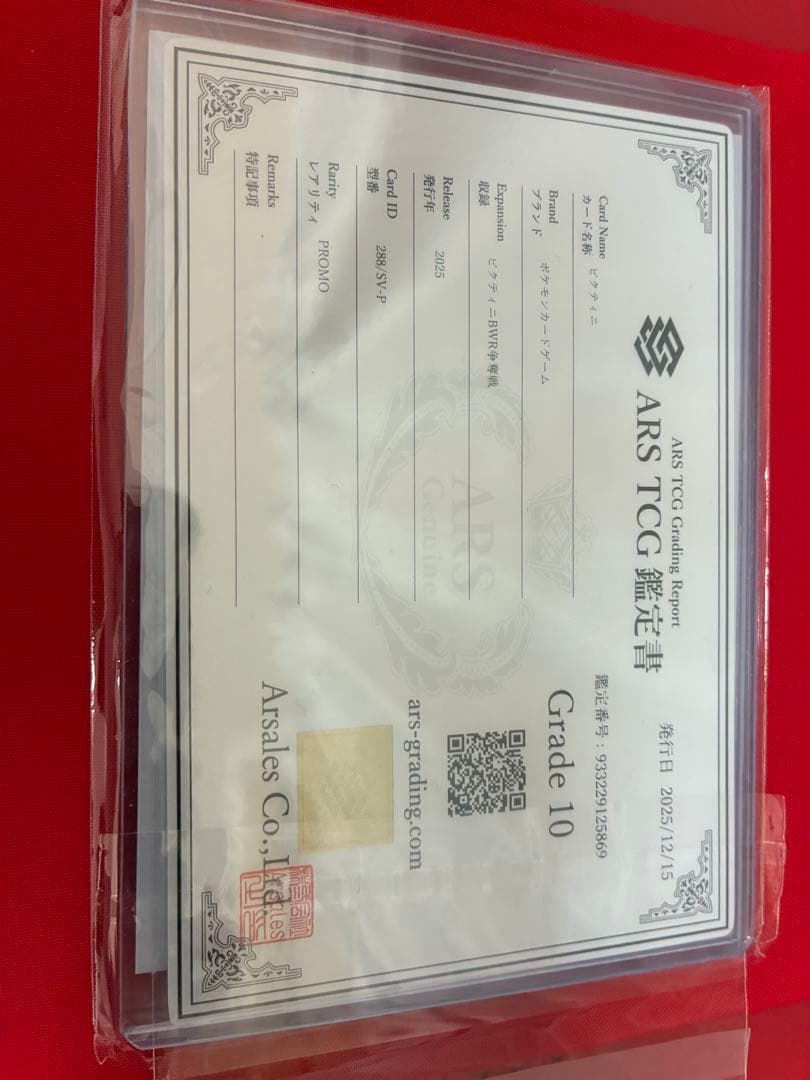 ARS TCG Grading Report
ARS TCG 鑑定書
発行日 2025/12/15
鑑定番号：933229125869
Grade 10
Card Name
カード名称 ビクティニ
Brand
ブランド ポケモンカードゲーム
Expansion
収録 ビクティニBWR争奪戦
Release
発行年 2025
Card ID
型番 288/SV-P
Rarity
レアリティ PROMO
Remarks
特記事項 .
ARS
Genuine
ars-grading.com
Arsales Co.,Ltd.
Arsales